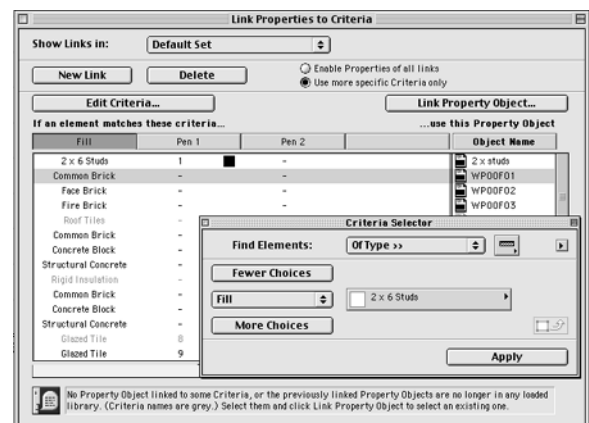 Link Properties to Criteria
Show Links in: Default Set
New Link Delete
Enable Properties of all links
Use more specific Criteria only
Edit Criteria... Link Property Object...
If an element matches these criteria... ...use this Property Object
Fill Pen 1 Pen 2 Object Name
2 x 6 Studs 1 - 2 x studs
Common Brick - - WP00F01
Face Brick - - WP00F02
Fire Brick - - WP00F03
Roof Tiles -
Common Brick -
Concrete Block -
Structural Concrete -
Rigid Insulation -
Common Brick -
Concrete Block -
Structural Concrete -
Glazed Tile 8
Glazed Tile 9
Criteria Selector
Find Elements: Of Type >>
Fewer Choices
Fill 2 x 6 Studs
More Choices
Apply
No Property Object linked to some Criteria, or the previously linked Property Objects are no longer in any loaded
library. (Criteria names are grey.) Select them and click Link Property Object to select an existing one.